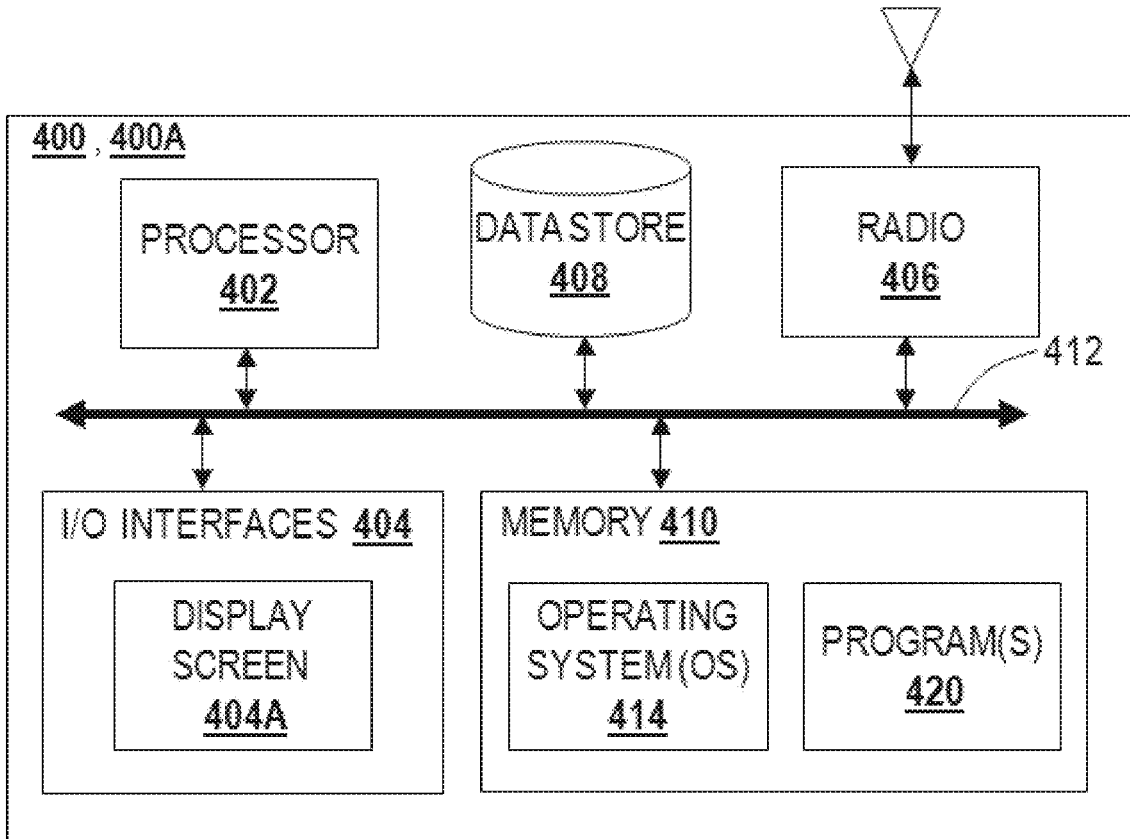 400, 400A
PROCESSOR
402
DATA STORE
408
RADIO
406
412
I/O INTERFACES 404
DISPLAY
SCREEN
404A
MEMORY 410
OPERATING
SYSTEM (OS)
414
PROGRAM(S)
420